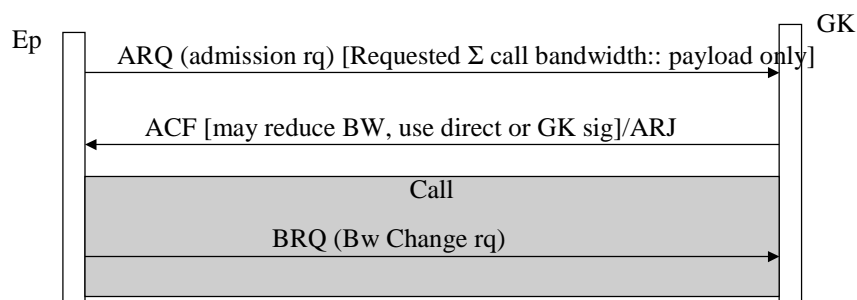 Ep
GK
ARQ (admission rq) [Requested Σ call bandwidth:: payload only]
ACF [may reduce BW, use direct or GK sig]/ARJ
Call
BRQ (Bw Change rq)